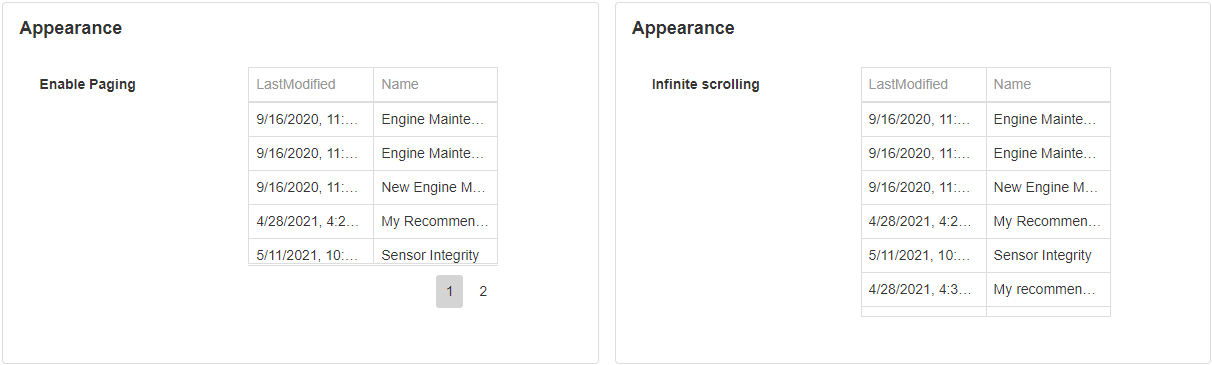 Appearance
Enable Paging
LastModified Name
9/16/2020, 11:... Engine Mainte...
9/16/2020, 11:... Engine Mainte...
9/16/2020, 11:... New Engine M...
4/28/2021, 4:2... My Recommen...
5/11/2021, 10:... Sensor Integrity
1 2
Appearance
Infinite scrolling
LastModified Name
9/16/2020, 11:... Engine Mainte...
9/16/2020, 11:... Engine Mainte...
9/16/2020, 11:... New Engine M...
4/28/2021, 4:2... My Recommen...
5/11/2021, 10:... Sensor Integrity
4/28/2021, 4:3... My recommen...